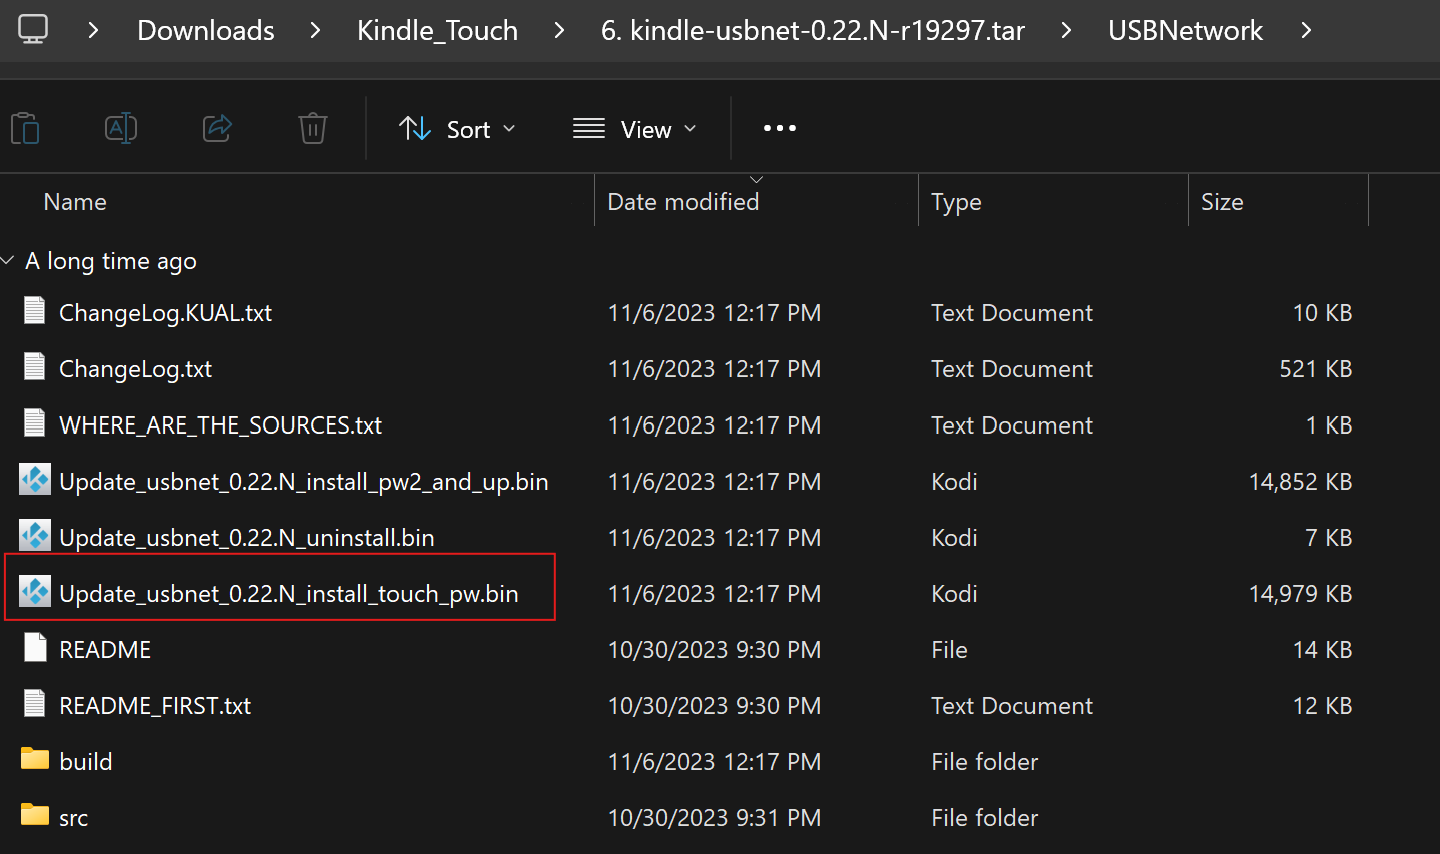 Downloads > Kindle_Touch > 6. kindle-usbnet-0.22.N-r19297.tar > USBNetwork >
Sort View
Name Date modified Type Size
A long time ago
ChangeLog.KUAL.txt 11/6/2023 12:17 PM Text Document 10 KB
ChangeLog.txt 11/6/2023 12:17 PM Text Document 521 KB
WHERE_ARE_THE_SOURCES.txt 11/6/2023 12:17 PM Text Document 1 KB
Update_usbnet_0.22.N_install_pw2_and_up.bin 11/6/2023 12:17 PM Kodi 14,852 KB
Update_usbnet_0.22.N_uninstall.bin 11/6/2023 12:17 PM Kodi 7 KB
Update_usbnet_0.22.N_install_touch_pw.bin 11/6/2023 12:17 PM Kodi 14,979 KB
README 10/30/2023 9:30 PM File 14 KB
README_FIRST.txt 10/30/2023 9:30 PM Text Document 12 KB
build 11/6/2023 12:17 PM File folder
src 10/30/2023 9:31 PM File folder